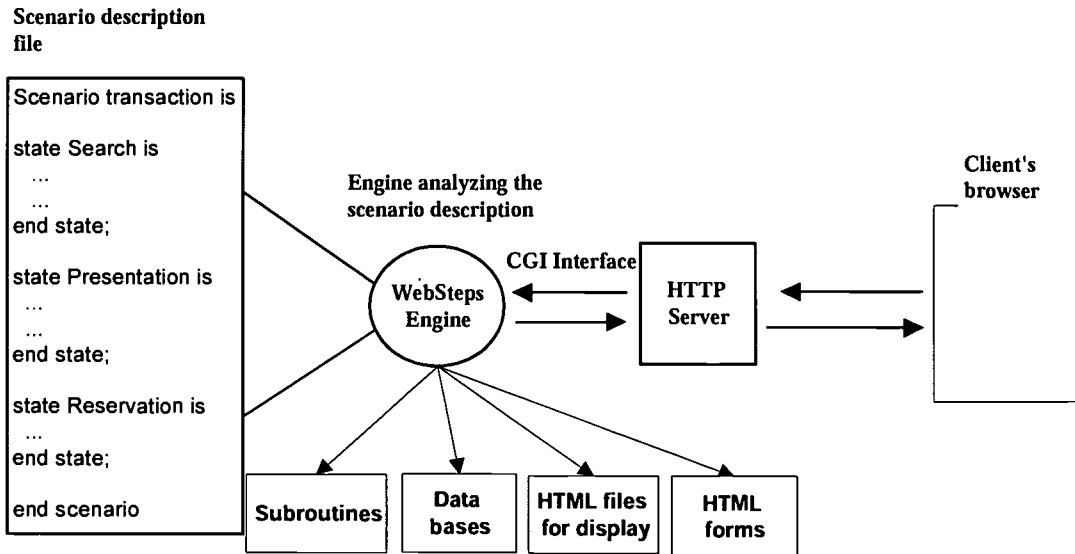 Scenario description
file
Scenario transaction is
state Search is
...
...
end state;
state Presentation is
...
...
end state;
state Reservation is
...
end state;
end scenario
Engine analyzing the
scenario description
WebSteps
Engine
CGI Interface
HTTP
Server
Client's
browser
Subroutines
Data
bases
HTML files
for display
HTML
forms